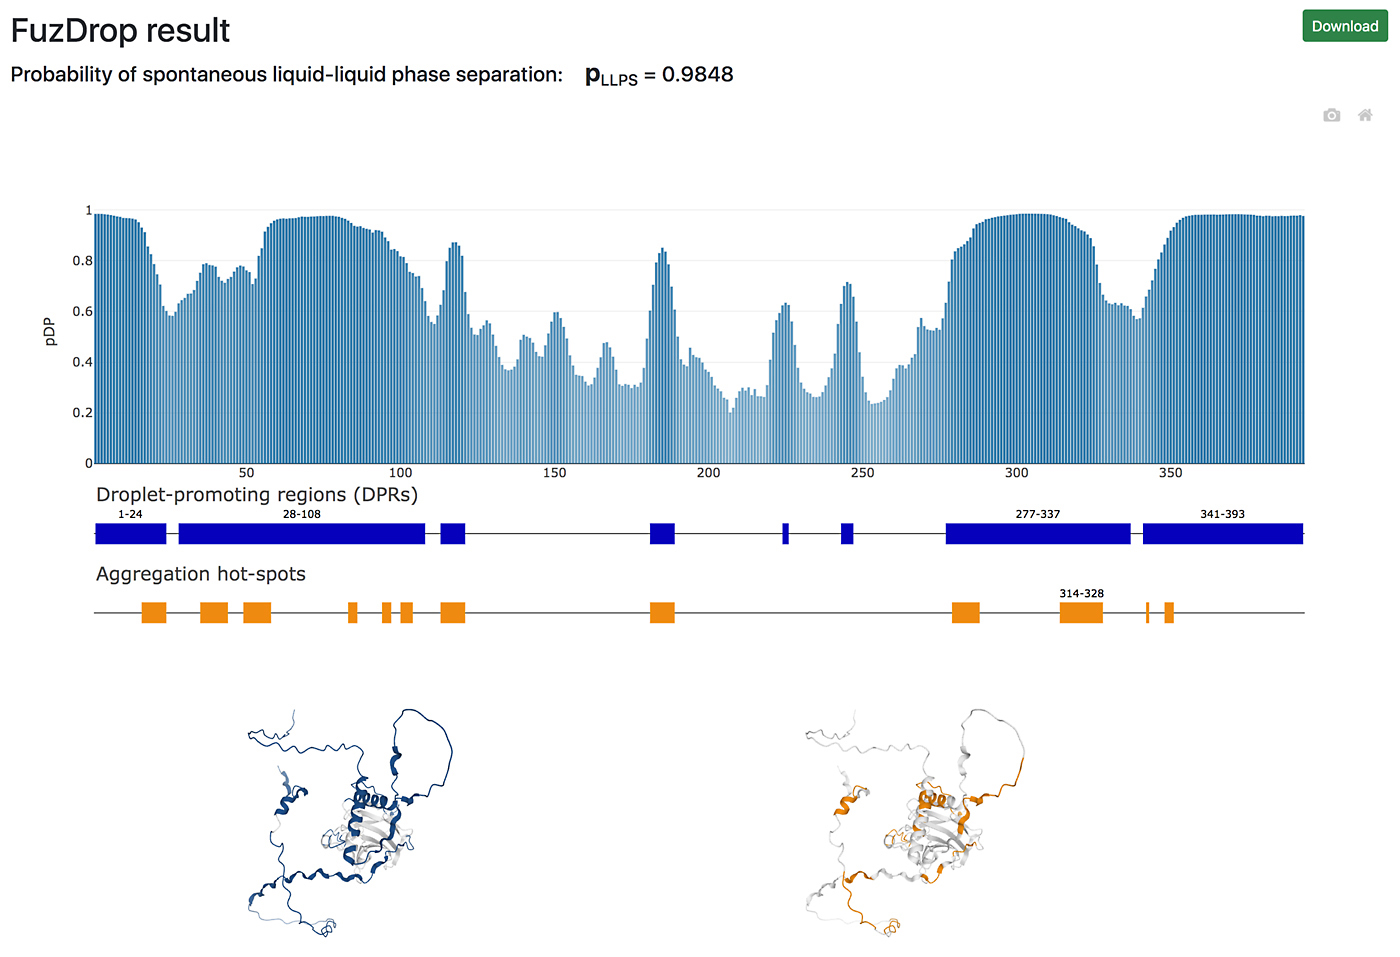 FuzDrop result
Download
Probability of spontaneous liquid-liquid phase separation: pLLPS = 0.9848
1
0.8
0.6
0.4
0.2
0
pDP
50 100 150 200 250 300 350
Droplet-promoting regions (DPRs)
1-24 28-108 277-337 341-393
Aggregation hot-spots
314-328